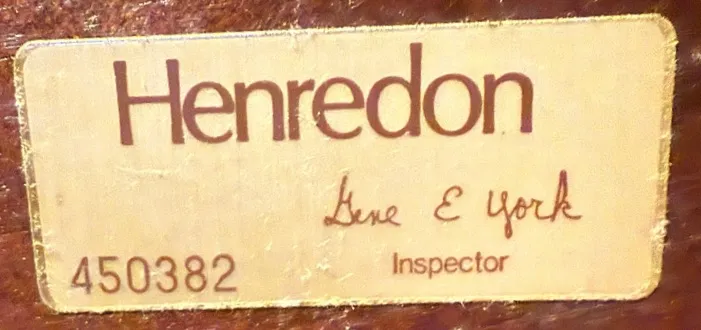 Henredon
Gene E York
450382
Inspector